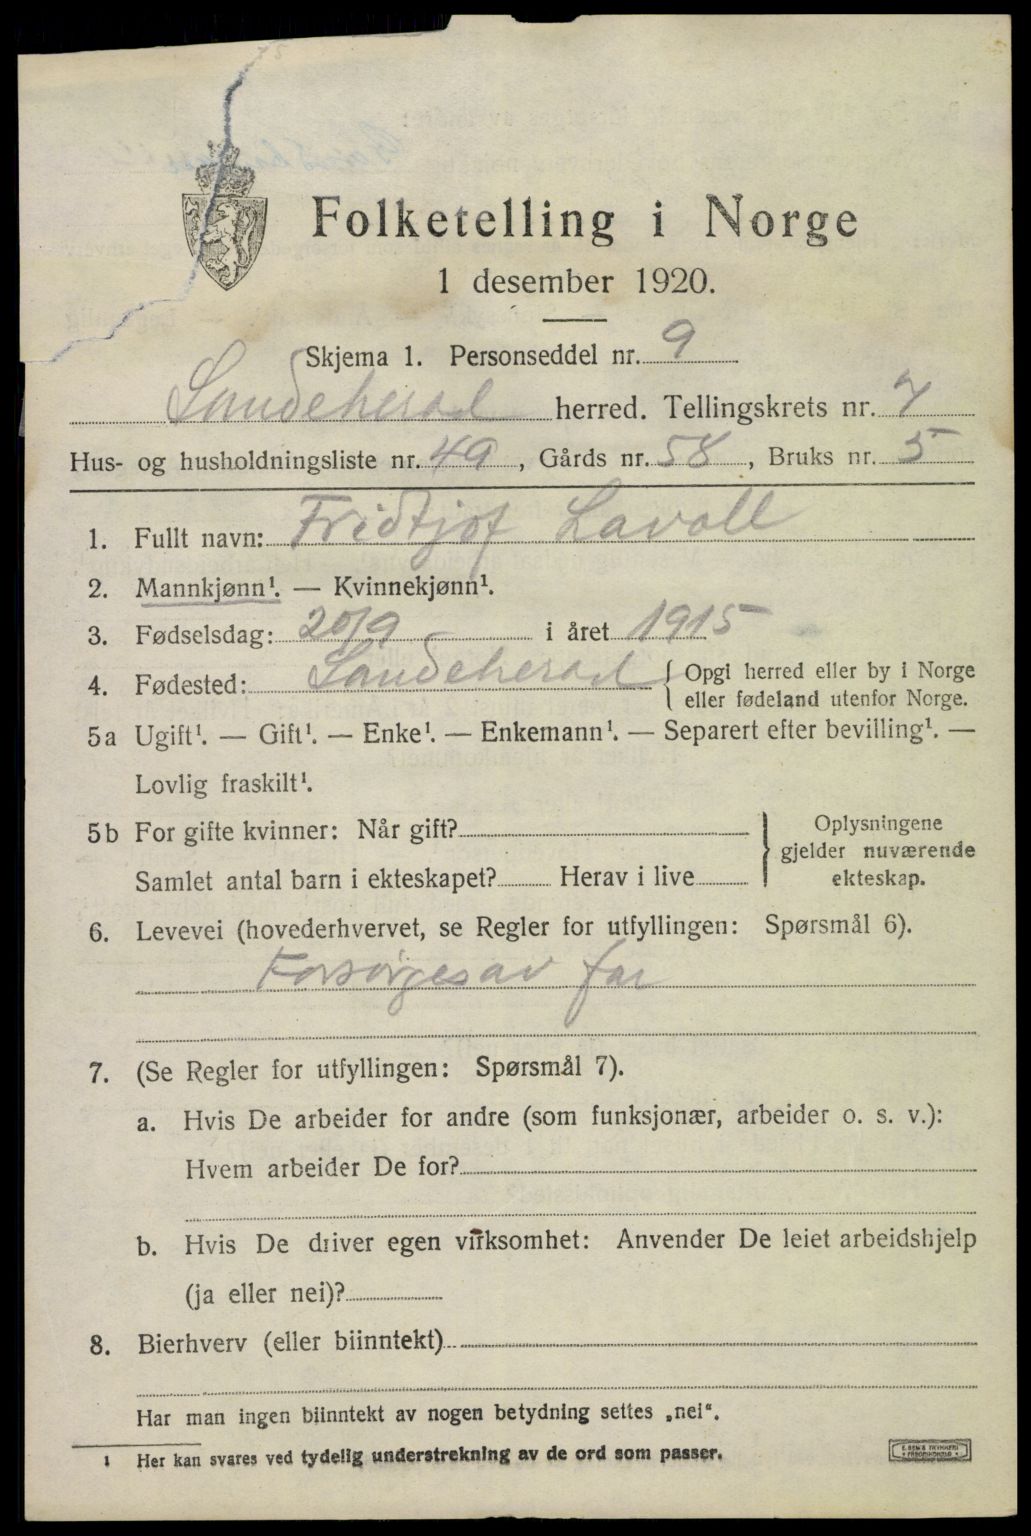 Folketelling i Norge
1 desember 1920.
Skjema 1. Personseddel nr. 9
Sandeherad herred. Tellingskrets nr. 7
Hus- og husholdningsliste nr. 49, Gårds nr. 58, Bruks nr. 5
1. Fullt navn: Fridtjof Lavoll
2. Mannkjønn¹. — Kvinnekjønn¹.
3. Fødselsdag: 20/9 i året 1915
4. Fødested: Sandeherad { Opgi herred eller by i Norge
eller fødeland utenfor Norge.
5a Ugift¹. — Gift¹. — Enke¹. — Enkemann¹. — Separert efter bevilling¹. —
Lovlig fraskilt¹.
5b For gifte kvinner: Når gift?
Samlet antal barn i ekteskapet? Herav i live
} Oplysningene
gjelder nuværende
ekteskap.
6. Levevei (hovederhvervet, se Regler for utfyllingen: Spørsmål 6).
Forsørges av far
7. (Se Regler for utfyllingen: Spørsmål 7).
a. Hvis De arbeider for andre (som funksjonær, arbeider o. s. v.):
Hvem arbeider De for?
b. Hvis De driver egen virksomhet: Anvender De leiet arbeidshjelp
(ja eller nei)?
8. Bierhverv (eller biinntekt)
Har man ingen biinntekt av nogen betydning settes „nei“.
¹ Her kan svares ved tydelig understrekning av de ord som passer.